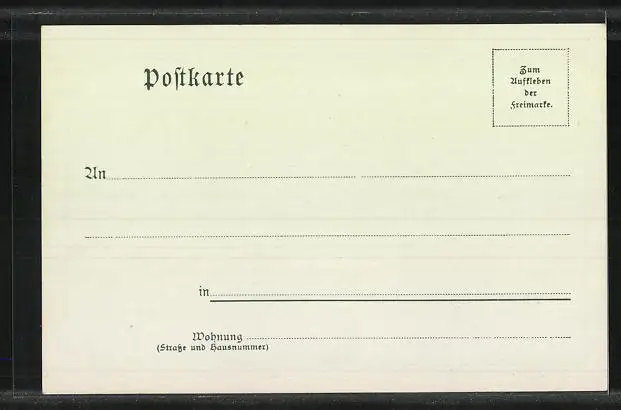 Poſtkarte
Zum
Aufkleben
der
Freimarke.
An
in
Wohnung
(Straße und Hausnummer)